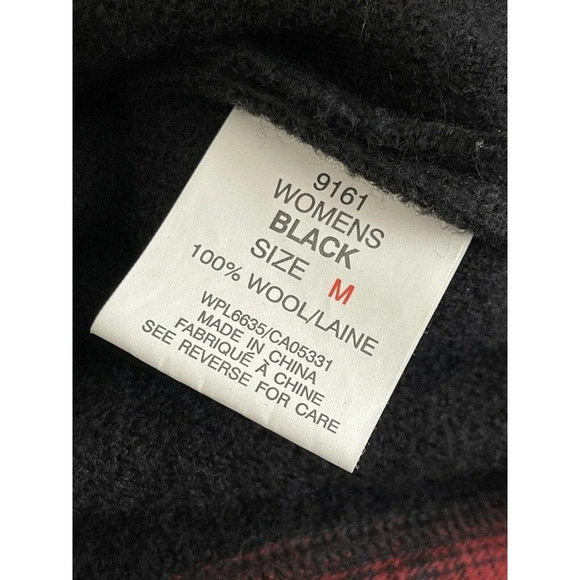 9161
WOMENS
BLACK
SIZE M
100% WOOL/LAINE
WPL6635/CA05331
MADE IN CHINA
FABRIQUÉ À CHINE
SEE REVERSE FOR CARE